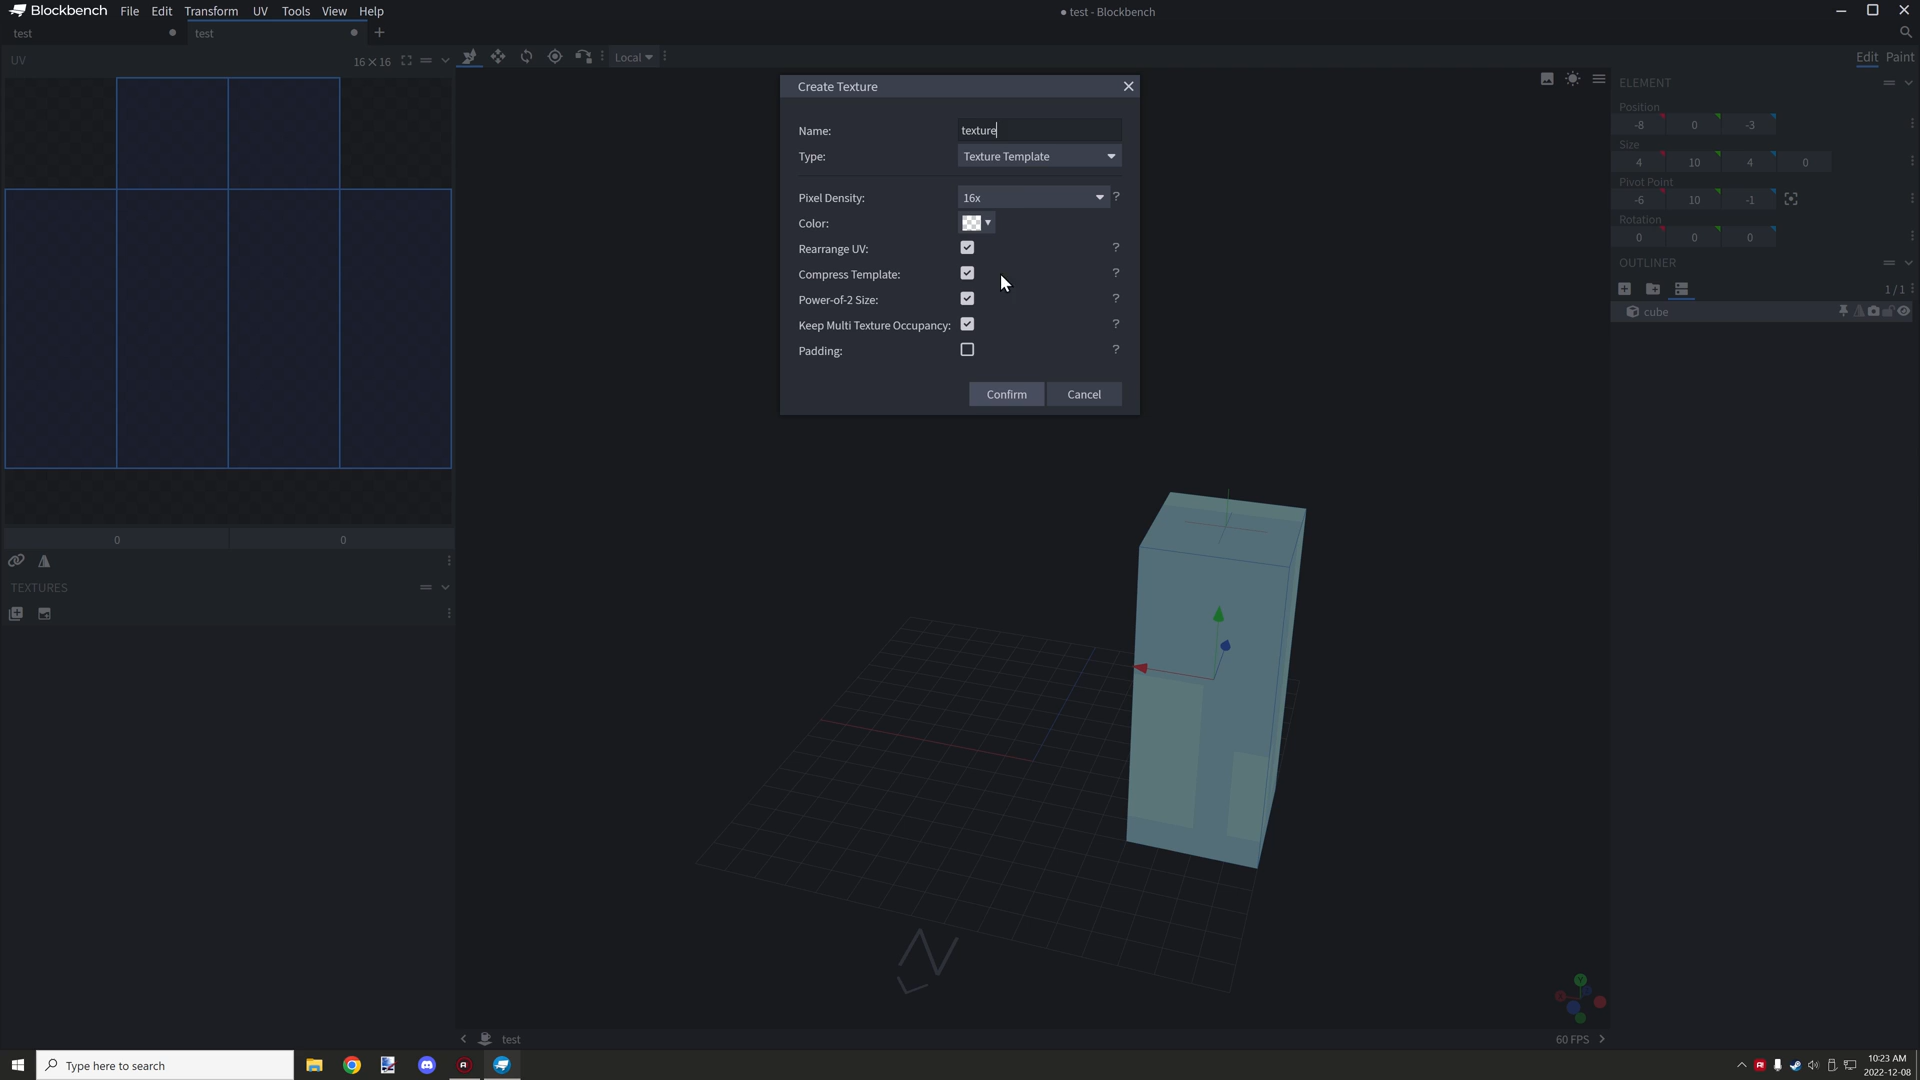 Blockbench File Edit Transform UV Tools View Help
● test - Blockbench
test
test
UV
16×16
Local
Edit Paint
Create Texture
Name: texture
Type: Texture Template
Pixel Density: 16x ?
Color:
Rearrange UV: ?
Compress Template: ?
Power-of-2 Size: ?
Keep Multi Texture Occupancy: ?
Padding: ?
Confirm Cancel
ELEMENT
Position
-8 0 -3
Size
4 10 4 0
Pivot Point
-6 10 -1
Rotation
0 0 0
OUTLINER
1/1
cube
0 0
TEXTURES
N
Y
X
test
60 FPS
Type here to search
10:23 AM
2022-12-08